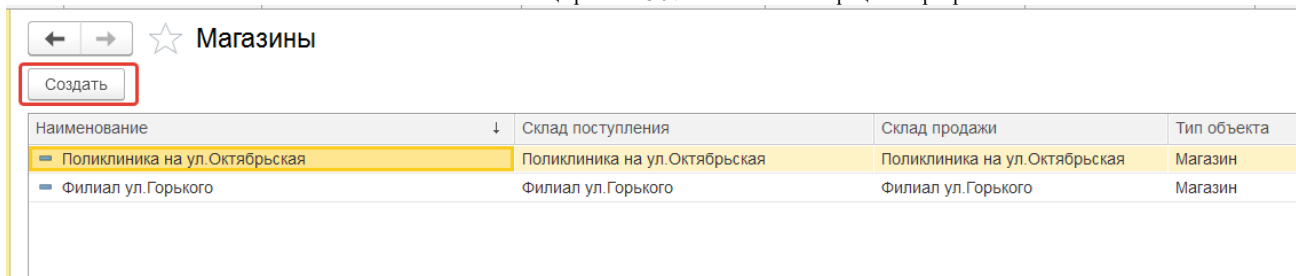 Магазины
Создать
Наименование ↓ Склад поступления Склад продажи Тип объекта
Поликлиника на ул.Октябрьская Поликлиника на ул.Октябрьская Поликлиника на ул.Октябрьская Магазин
Филиал ул.Горького Филиал ул.Горького Филиал ул.Горького Магазин